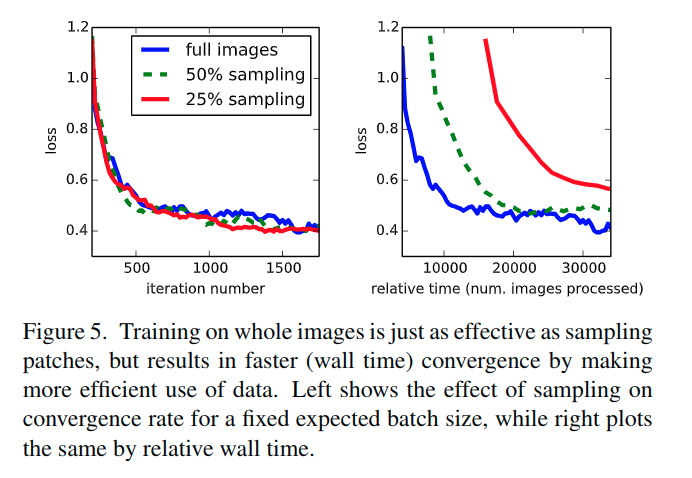 1.2
1.0
0.8
0.6
0.4
loss
500
1000
1500
iteration number
full images
50% sampling
25% sampling
1.2
1.0
0.8
0.6
0.4
loss
10000
20000
30000
relative time (num. images processed)
Figure 5. Training on whole images is just as effective as sampling
patches, but results in faster (wall time) convergence by making
more efficient use of data. Left shows the effect of sampling on
convergence rate for a fixed expected batch size, while right plots
the same by relative wall time.